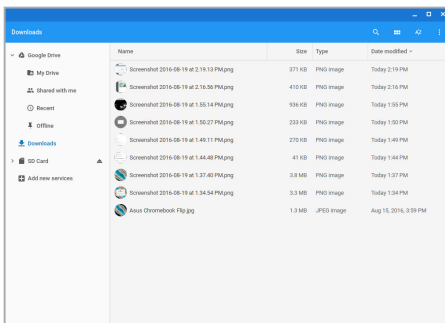 Downloads
Google Drive
My Drive
Shared with me
Recent
Offline
Downloads
SD Card
Add new services
Name Size Type Date modified
Screenshot 2016-08-19 at 2.19.13 PM.png 371 KB PNG image Today 2:19 PM
Screenshot 2016-08-19 at 2.16.56 PM.png 410 KB PNG image Today 2:16 PM
Screenshot 2016-08-19 at 1.55.14 PM.png 936 KB PNG image Today 1:55 PM
Screenshot 2016-08-19 at 1.50.27 PM.png 233 KB PNG image Today 1:50 PM
Screenshot 2016-08-19 at 1.49.11 PM.png 270 KB PNG image Today 1:49 PM
Screenshot 2016-08-19 at 1.44.48 PM.png 41 KB PNG image Today 1:44 PM
Screenshot 2016-08-19 at 1.37.40 PM.png 3.8 MB PNG image Today 1:37 PM
Screenshot 2016-08-19 at 1.34.54 PM.png 3.3 MB PNG image Today 1:34 PM
Asus Chromebook Flip.jpg 1.3 MB JPEG image Aug 15, 2016, 3:59 PM